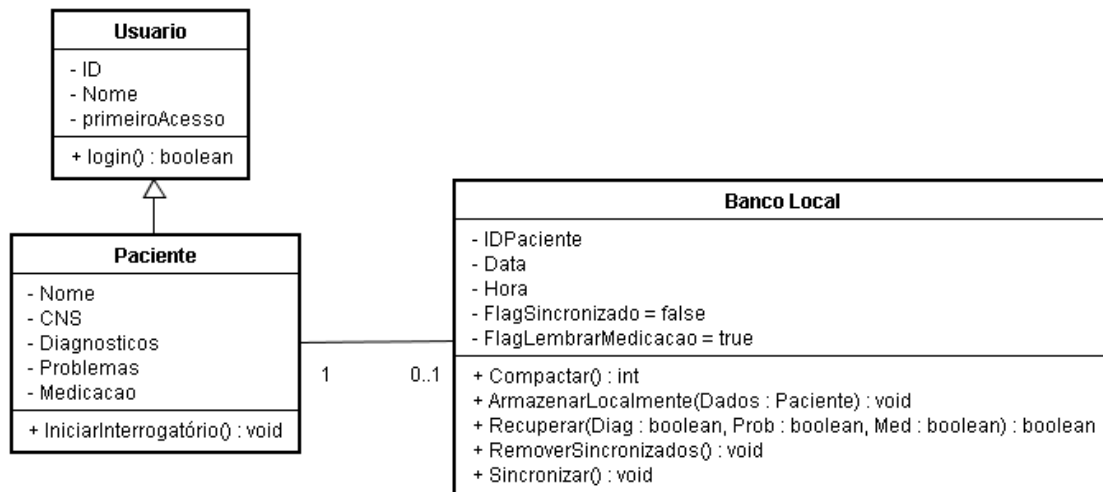 Usuario
- ID
- Nome
- primeiroAcesso
+ login() : boolean
Paciente
- Nome
- CNS
- Diagnosticos
- Problemas
- Medicacao
+ IniciarInterrogatório() : void
1
0..1
Banco Local
- IDPaciente
- Data
- Hora
- FlagSincronizado = false
- FlagLembrarMedicacao = true
+ Compactar() : int
+ ArmazenarLocalmente(Dados : Paciente) : void
+ Recuperar(Diag : boolean, Prob : boolean, Med : boolean) : boolean
+ RemoverSincronizados() : void
+ Sincronizar() : void